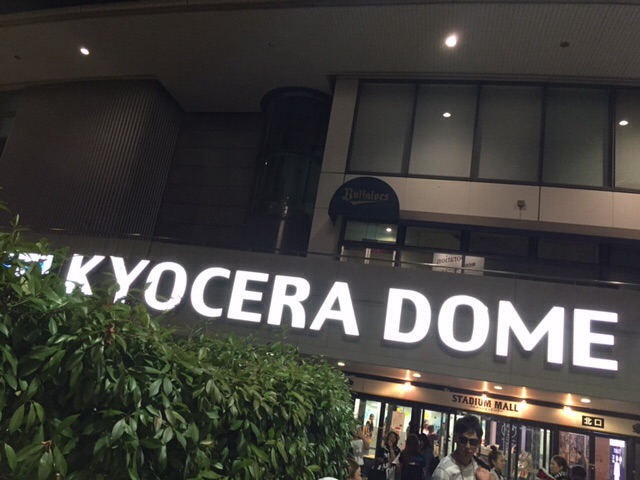 Buffaloes
KYOCERA DOME
STADIUM MALL
北口